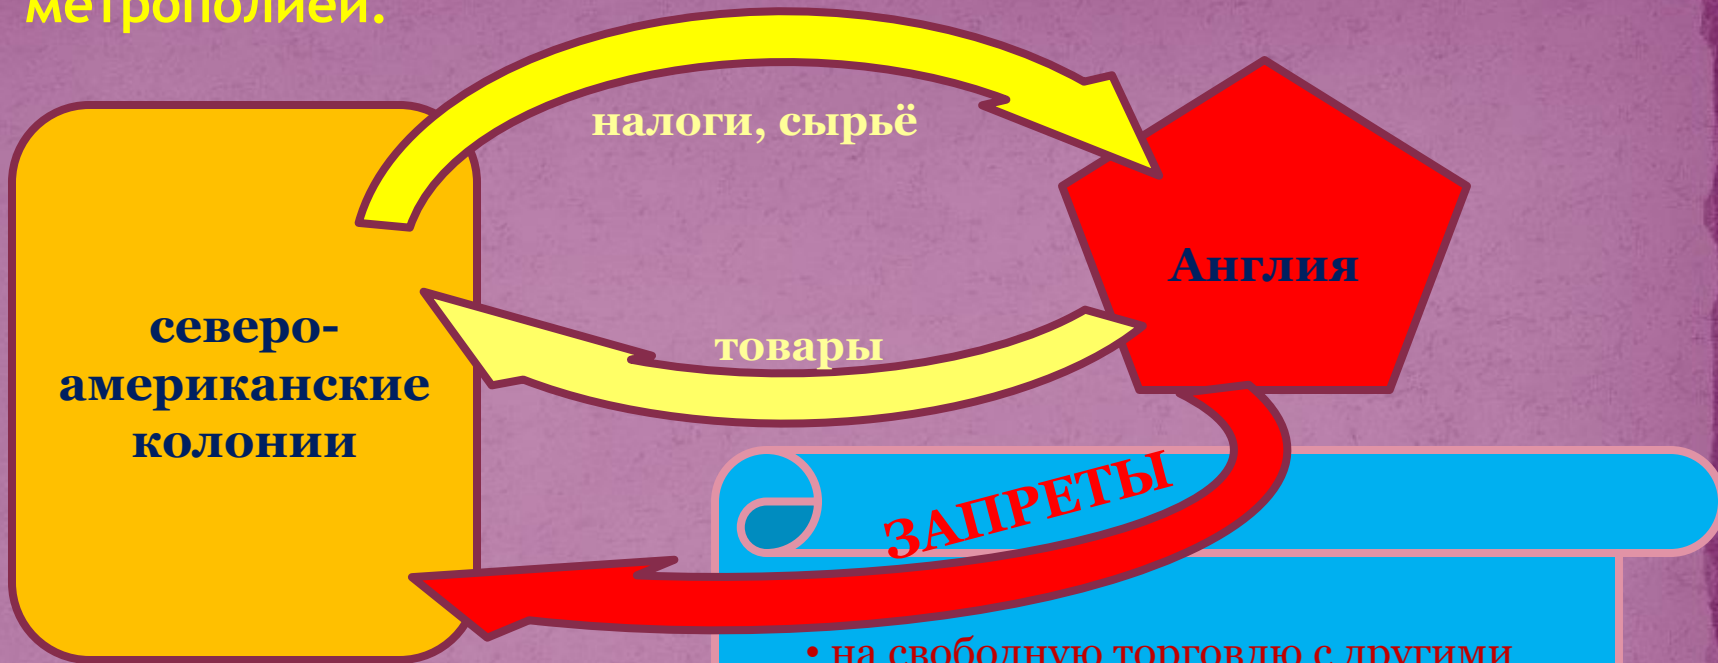 метрополией.
налоги, сырьё
Англия
товары
северо-
американские
колонии
ЗАПРЕТЫ
• на свободную торговлю с другими